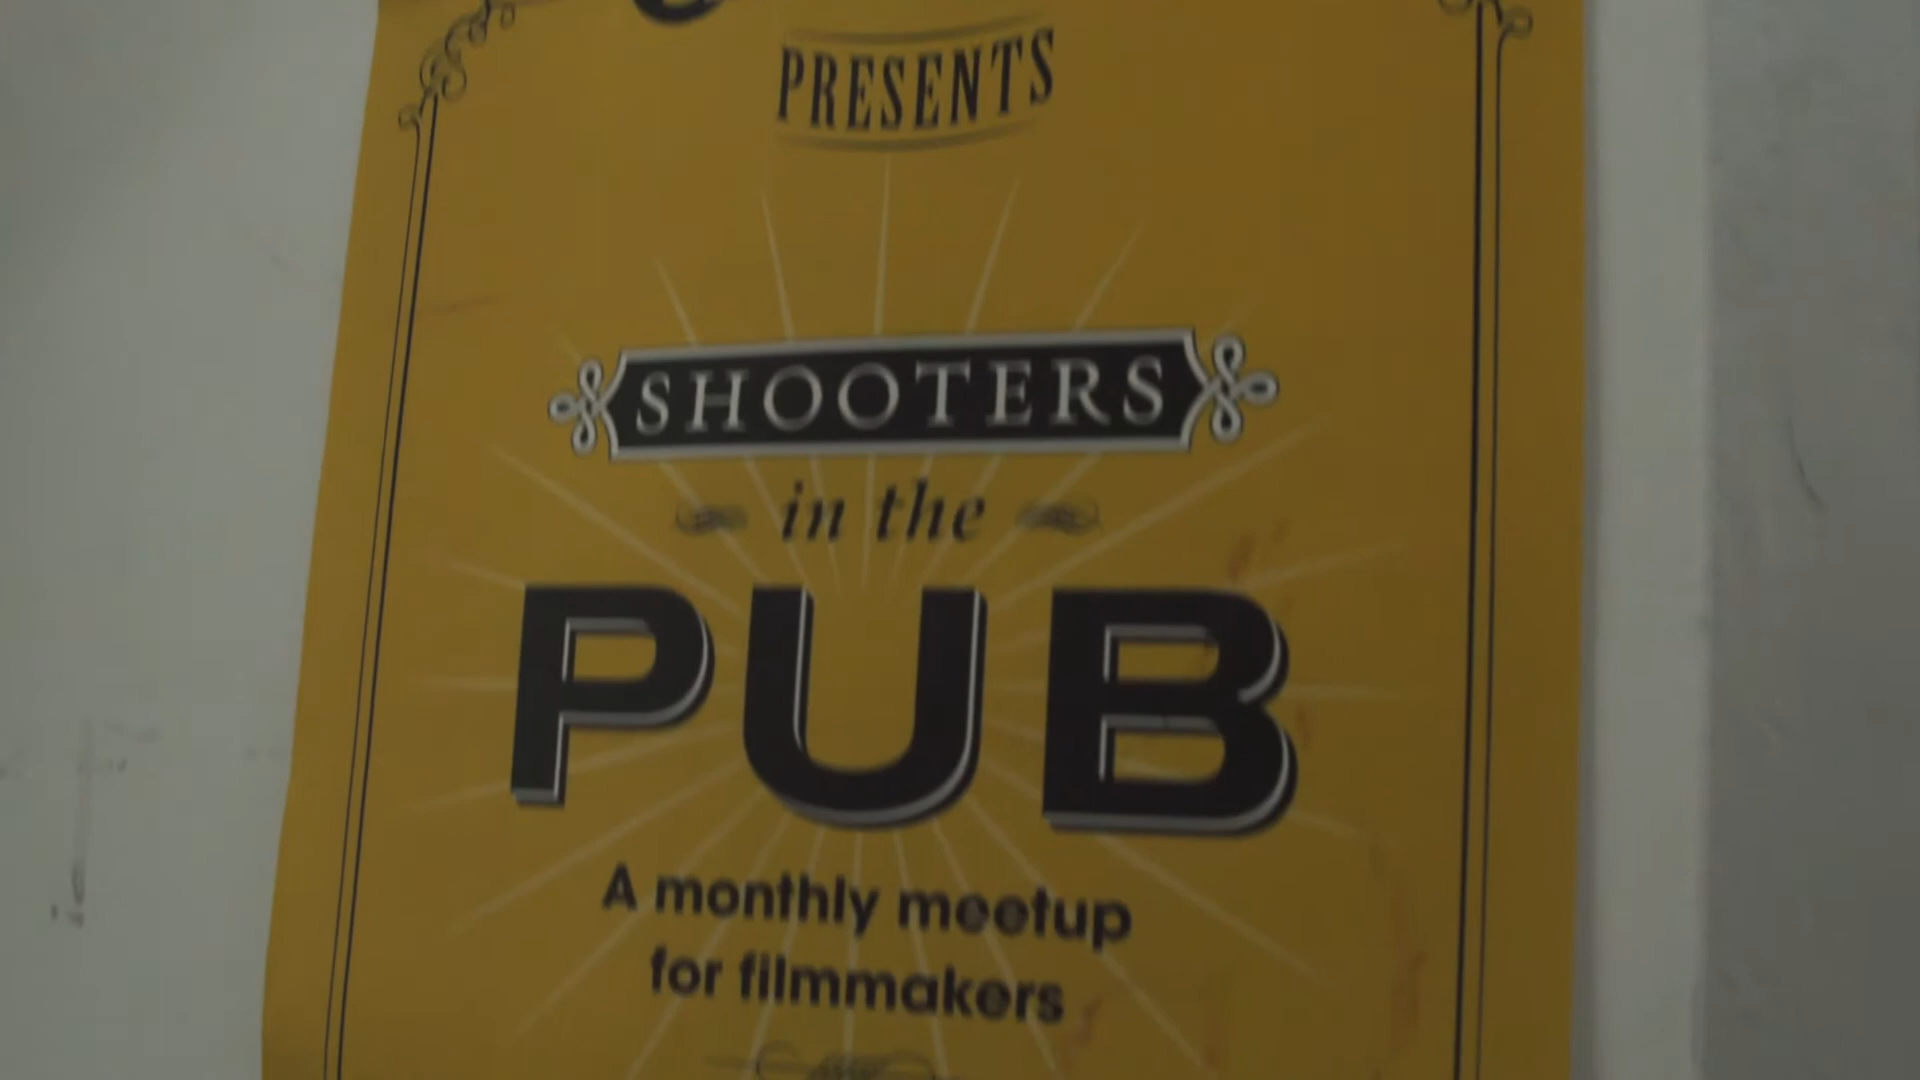 PRESENTS
SHOOTERS
in the
PUB
A monthly meetup
for filmmakers